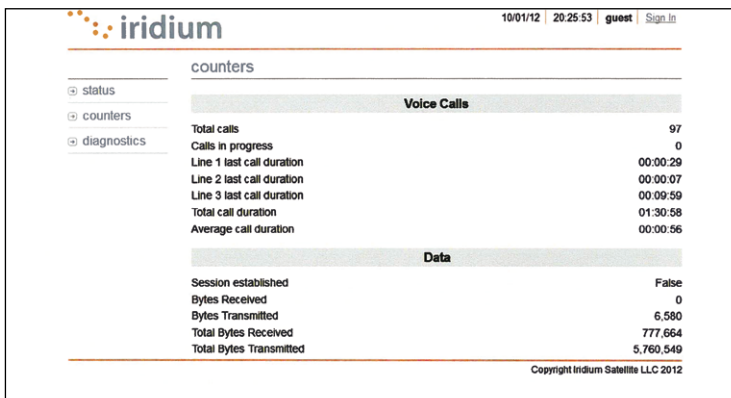 iridium
10/01/12 20:25:53 guest Sign In
counters
status
counters
diagnostics
Voice Calls
Total calls 97
Calls in progress 0
Line 1 last call duration 00:00:29
Line 2 last call duration 00:00:07
Line 3 last call duration 00:09:59
Total call duration 01:30:58
Average call duration 00:00:56
Data
Session established False
Bytes Received 0
Bytes Transmitted 6,580
Total Bytes Received 777,664
Total Bytes Transmitted 5,760,549
Copyright Iridium Satellite LLC 2012